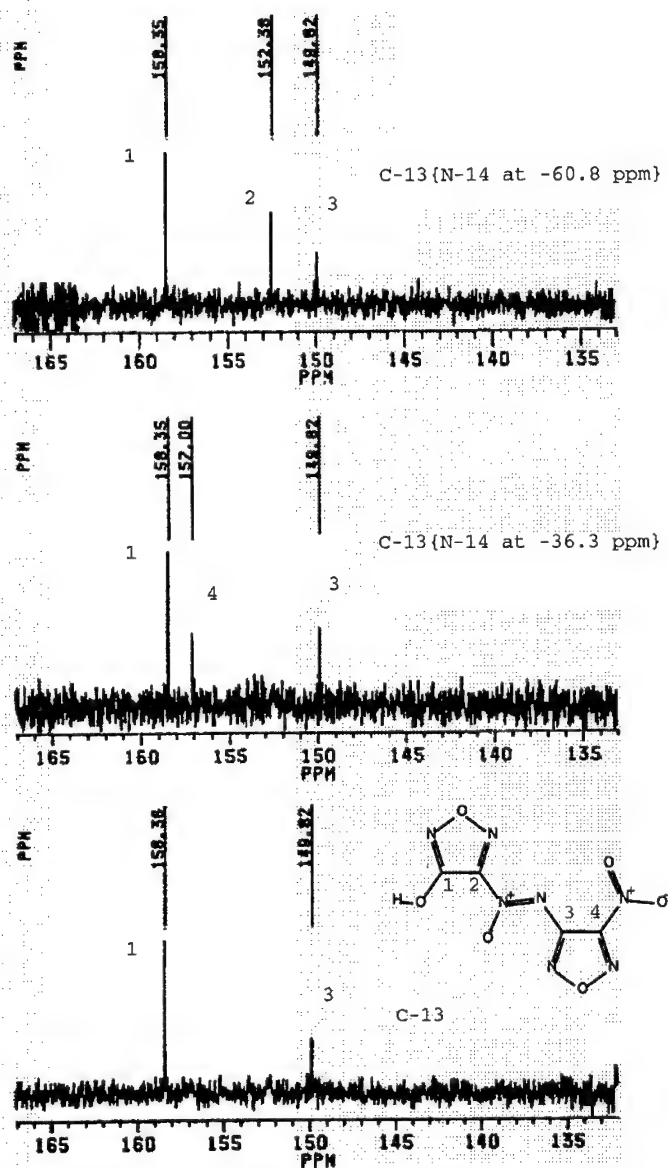 PPM
158.35
152.38
149.82
1
2
3
C-13{N-14 at -60.8 ppm}
165 160 155 150 145 140 135
PPM
PPM
158.35
157.00
149.82
1
4
3
C-13{N-14 at -36.3 ppm}
165 160 155 150 145 140 135
PPM
PPM
158.36
149.82
1
3
C-13
O
N N
1 2
H O
N+ N
O
O
N+ O
3 4
N N
O
165 160 155 150 145 140 135
PPM